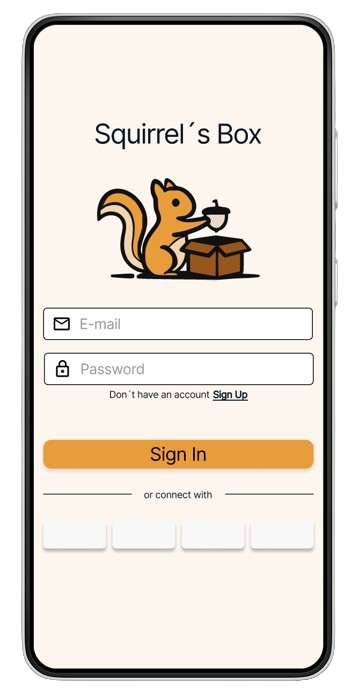 Squirrel´s Box
E-mail
Password
Don´t have an account Sign Up
Sign In
or connect with